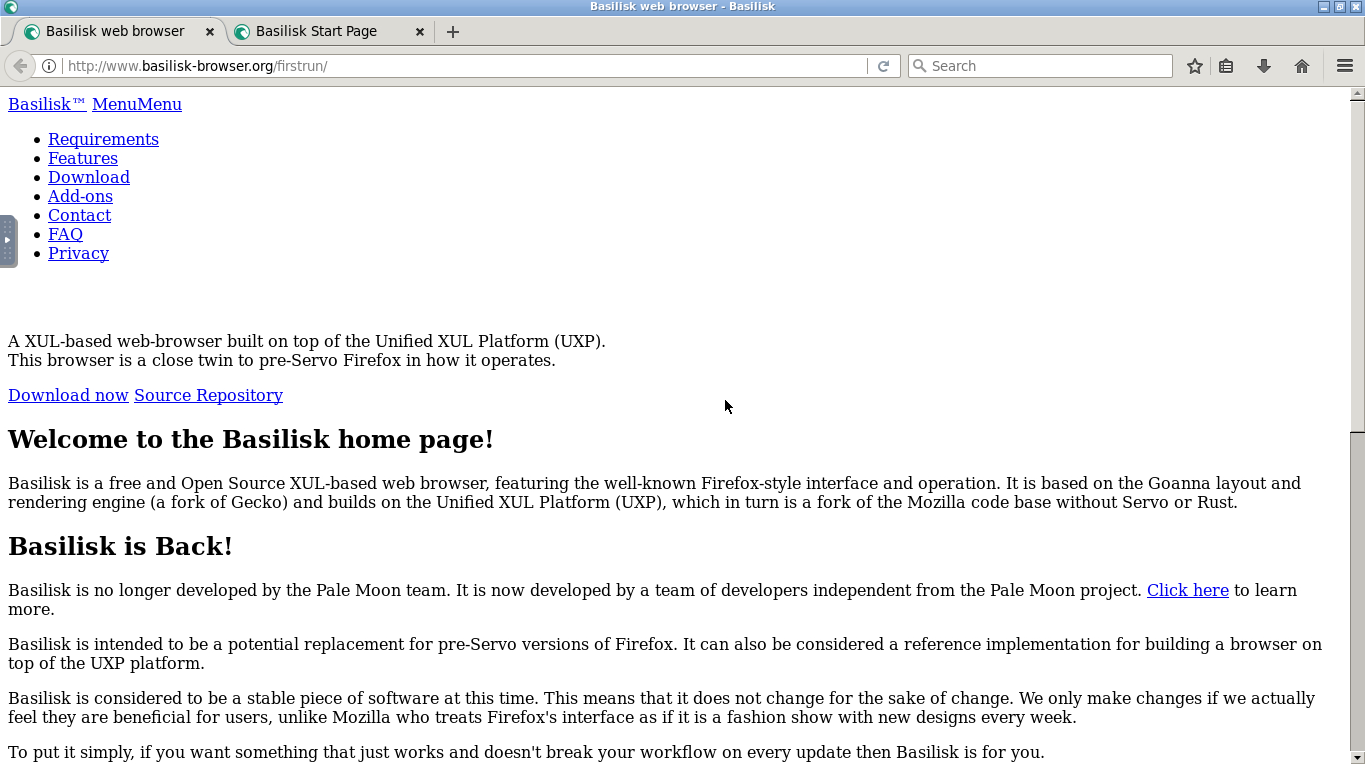 Basilisk web browser - Basilisk
Basilisk web browser
Basilisk Start Page
http://www.basilisk-browser.org/firstrun/
Search
Basilisk™ MenuMenu
Requirements
Features
Download
Add-ons
Contact
FAQ
Privacy
A XUL-based web-browser built on top of the Unified XUL Platform (UXP).
This browser is a close twin to pre-Servo Firefox in how it operates.
Download now Source Repository
Welcome to the Basilisk home page!
Basilisk is a free and Open Source XUL-based web browser, featuring the well-known Firefox-style interface and operation. It is based on the Goanna layout and
rendering engine (a fork of Gecko) and builds on the Unified XUL Platform (UXP), which in turn is a fork of the Mozilla code base without Servo or Rust.
Basilisk is Back!
Basilisk is no longer developed by the Pale Moon team. It is now developed by a team of developers independent from the Pale Moon project. Click here to learn
more.
Basilisk is intended to be a potential replacement for pre-Servo versions of Firefox. It can also be considered a reference implementation for building a browser on
top of the UXP platform.
Basilisk is considered to be a stable piece of software at this time. This means that it does not change for the sake of change. We only make changes if we actually
feel they are beneficial for users, unlike Mozilla who treats Firefox's interface as if it is a fashion show with new designs every week.
To put it simply, if you want something that just works and doesn't break your workflow on every update then Basilisk is for you.